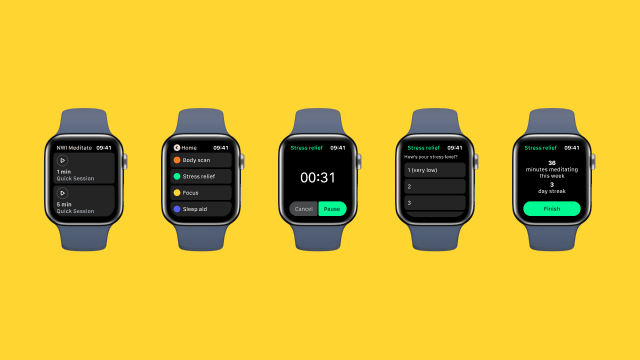 NWI Meditate 09:41
1 min
Quick Session
5 min
Quick Session
Home 09:41
Body scan
Stress relief
Focus
Sleep aid
Stress relief 09:41
00:31
Cancel Pause
Stress relief 09:41
How's your stress level?
1 (very low)
2
3
Stress relief 09:41
36
minutes meditating
this week
3
day streak
Finish